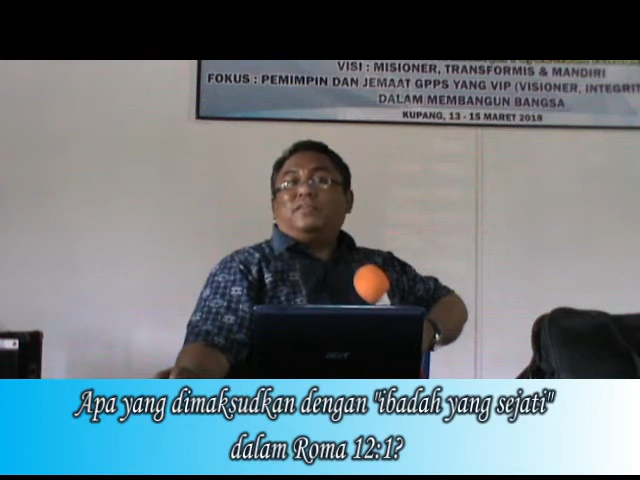 VISI : MISIONER, TRANSFORMIS & MANDIRI
FOKUS : PEMIMPIN DAN JEMAAT GPPS YANG VIP (VISIONER, INTEGRIT
DALAM MEMBANGUN BANGSA
KUPANG, 13 - 15 MARET 2018
acer
Apa yang dimaksudkan dengan "ibadah yang sejati"
dalam Roma 12:1?